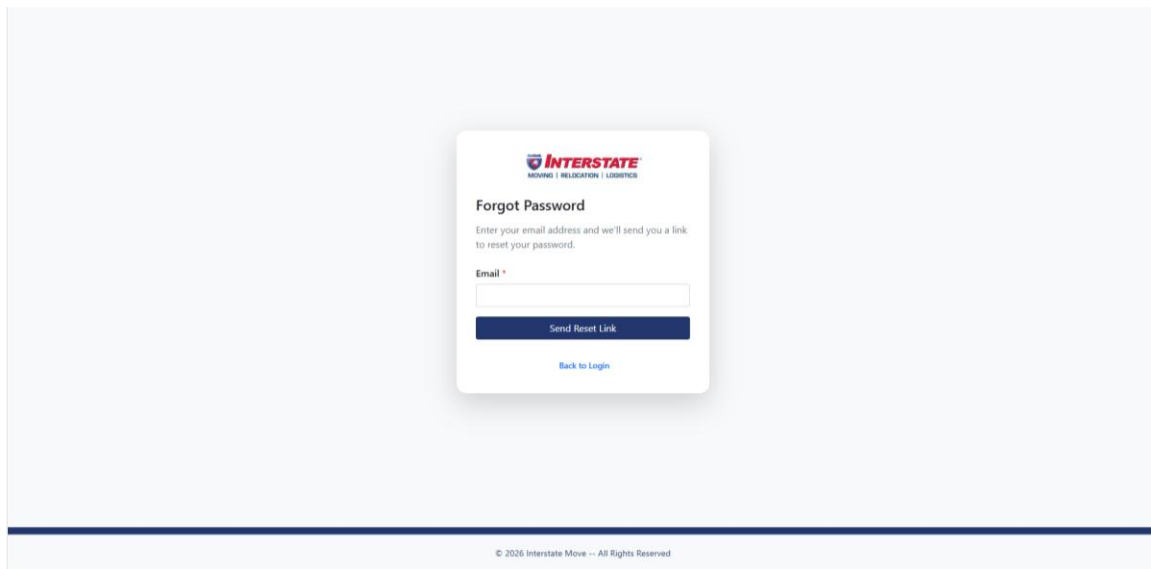 INTERSTATE
MOVING | RELOCATION | LOGISTICS
Forgot Password
Enter your email address and we'll send you a link
to reset your password.
Email *
Send Reset Link
Back to Login
© 2026 Interstate Move -- All Rights Reserved